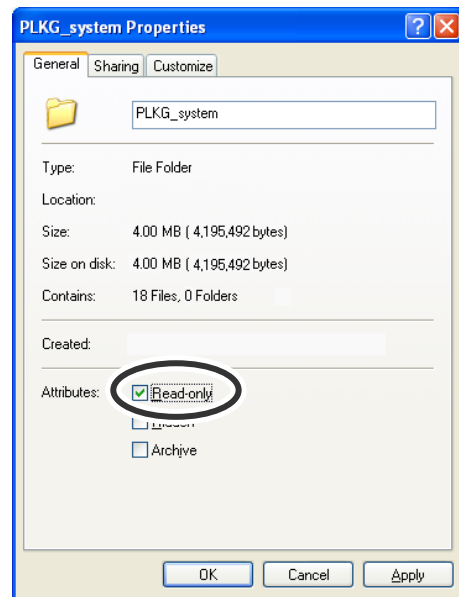 PLKG_system Properties
General Sharing Customize
PLKG_system
Type: File Folder
Location:
Size: 4.00 MB ( 4,195,492 bytes)
Size on disk: 4.00 MB ( 4,195,492 bytes)
Contains: 18 Files, 0 Folders
Created:
Attributes: Read-only
Hidden
Archive
OK Cancel Apply